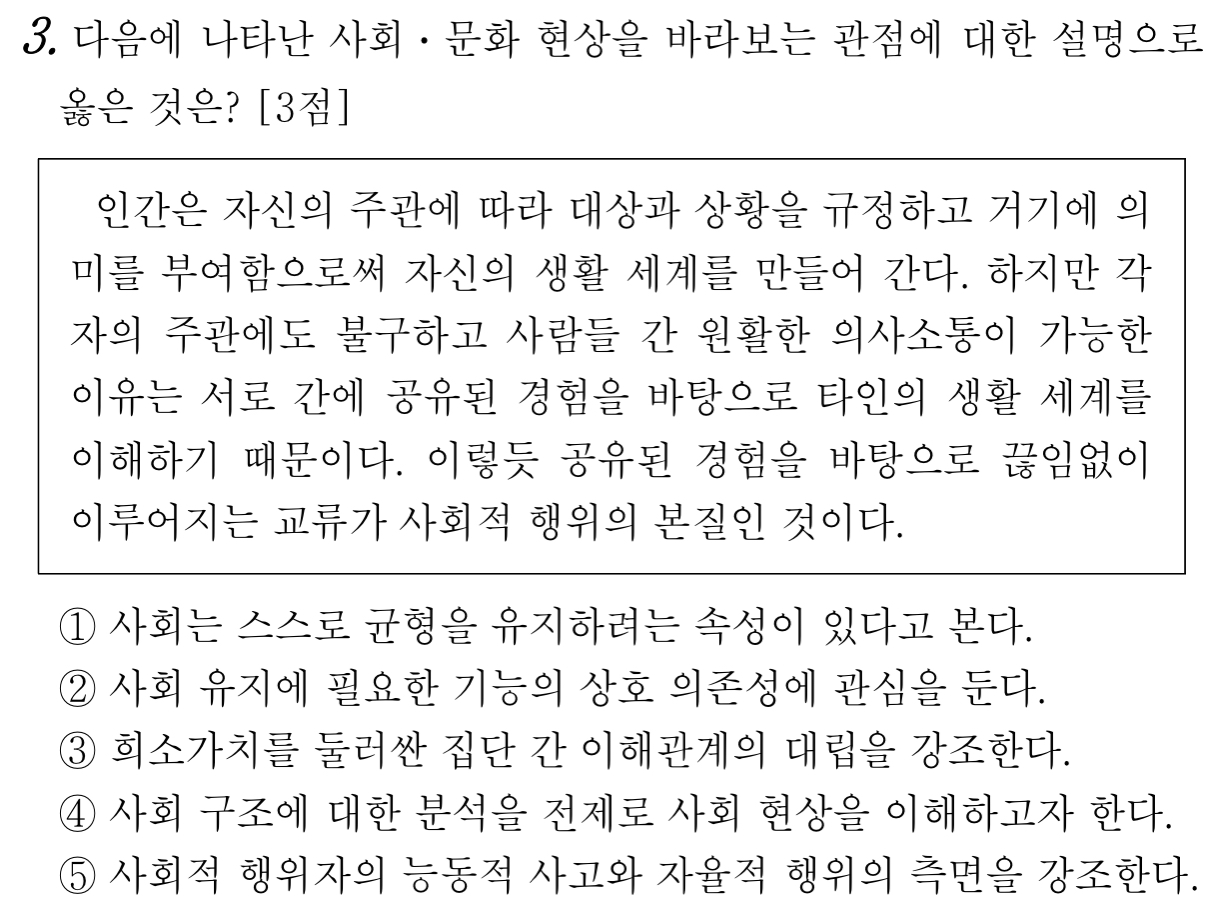 3. 다음에 나타난 사회·문화 현상을 바라보는 관점에 대한 설명으로
옳은 것은? [3점]
인간은 자신의 주관에 따라 대상과 상황을 규정하고 거기에 의
미를 부여함으로써 자신의 생활 세계를 만들어 간다. 하지만 각
자의 주관에도 불구하고 사람들 간 원활한 의사소통이 가능한
이유는 서로 간에 공유된 경험을 바탕으로 타인의 생활 세계를
이해하기 때문이다. 이렇듯 공유된 경험을 바탕으로 끊임없이
이루어지는 교류가 사회적 행위의 본질인 것이다.
① 사회는 스스로 균형을 유지하려는 속성이 있다고 본다.
② 사회 유지에 필요한 기능의 상호 의존성에 관심을 둔다.
③ 희소가치를 둘러싼 집단 간 이해관계의 대립을 강조한다.
④ 사회 구조에 대한 분석을 전제로 사회 현상을 이해하고자 한다.
⑤ 사회적 행위자의 능동적 사고와 자율적 행위의 측면을 강조한다.